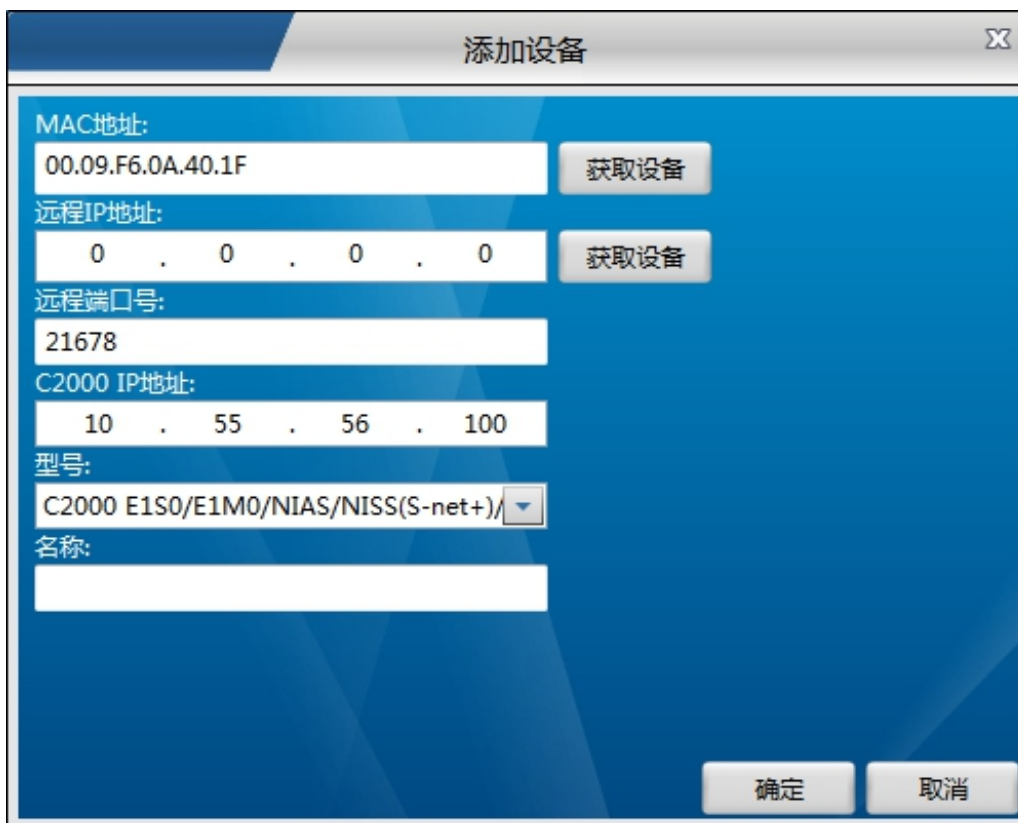 添加设备
MAC地址:
00.09.F6.0A.40.1F
获取设备
远程IP地址:
0 . 0 . 0 . 0
获取设备
远程端口号:
21678
C2000 IP地址:
10 . 55 . 56 . 100
型号:
C2000 E1S0/E1M0/NIAS/NISS(S-net+)/
名称:
确定
取消